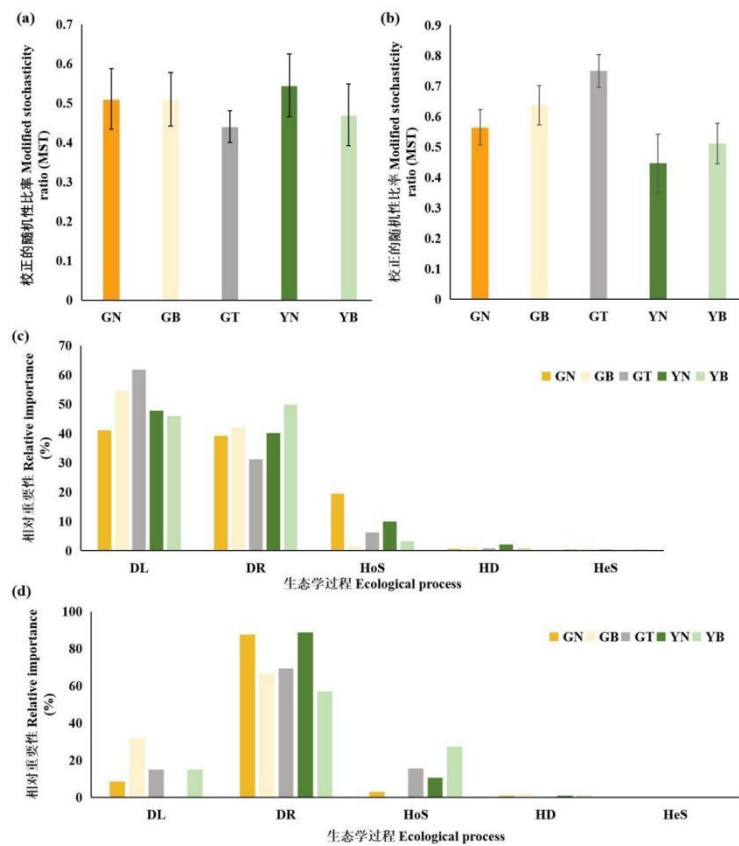 (a)
校正的随机性比率 Modified stochasticity
ratio (MST)
0.7
0.6
0.5
0.4
0.3
0.2
0.1
0
GN GB GT YN YB
(b)
校正的随机性比率 Modified stochasticity
ratio (MST)
0.9
0.8
0.7
0.6
0.5
0.4
0.3
0.2
0.1
0
GN GB GT YN YB
(c)
相对重要性 Relative importance
(%)
70
60
50
40
30
20
10
0
GN GB GT YN YB
DL DR HoS HD HeS
生态学过程 Ecological process
(d)
相对重要性 Relative importance
(%)
100
80
60
40
20
0
GN GB GT YN YB
DL DR HoS HD HeS
生态学过程 Ecological process